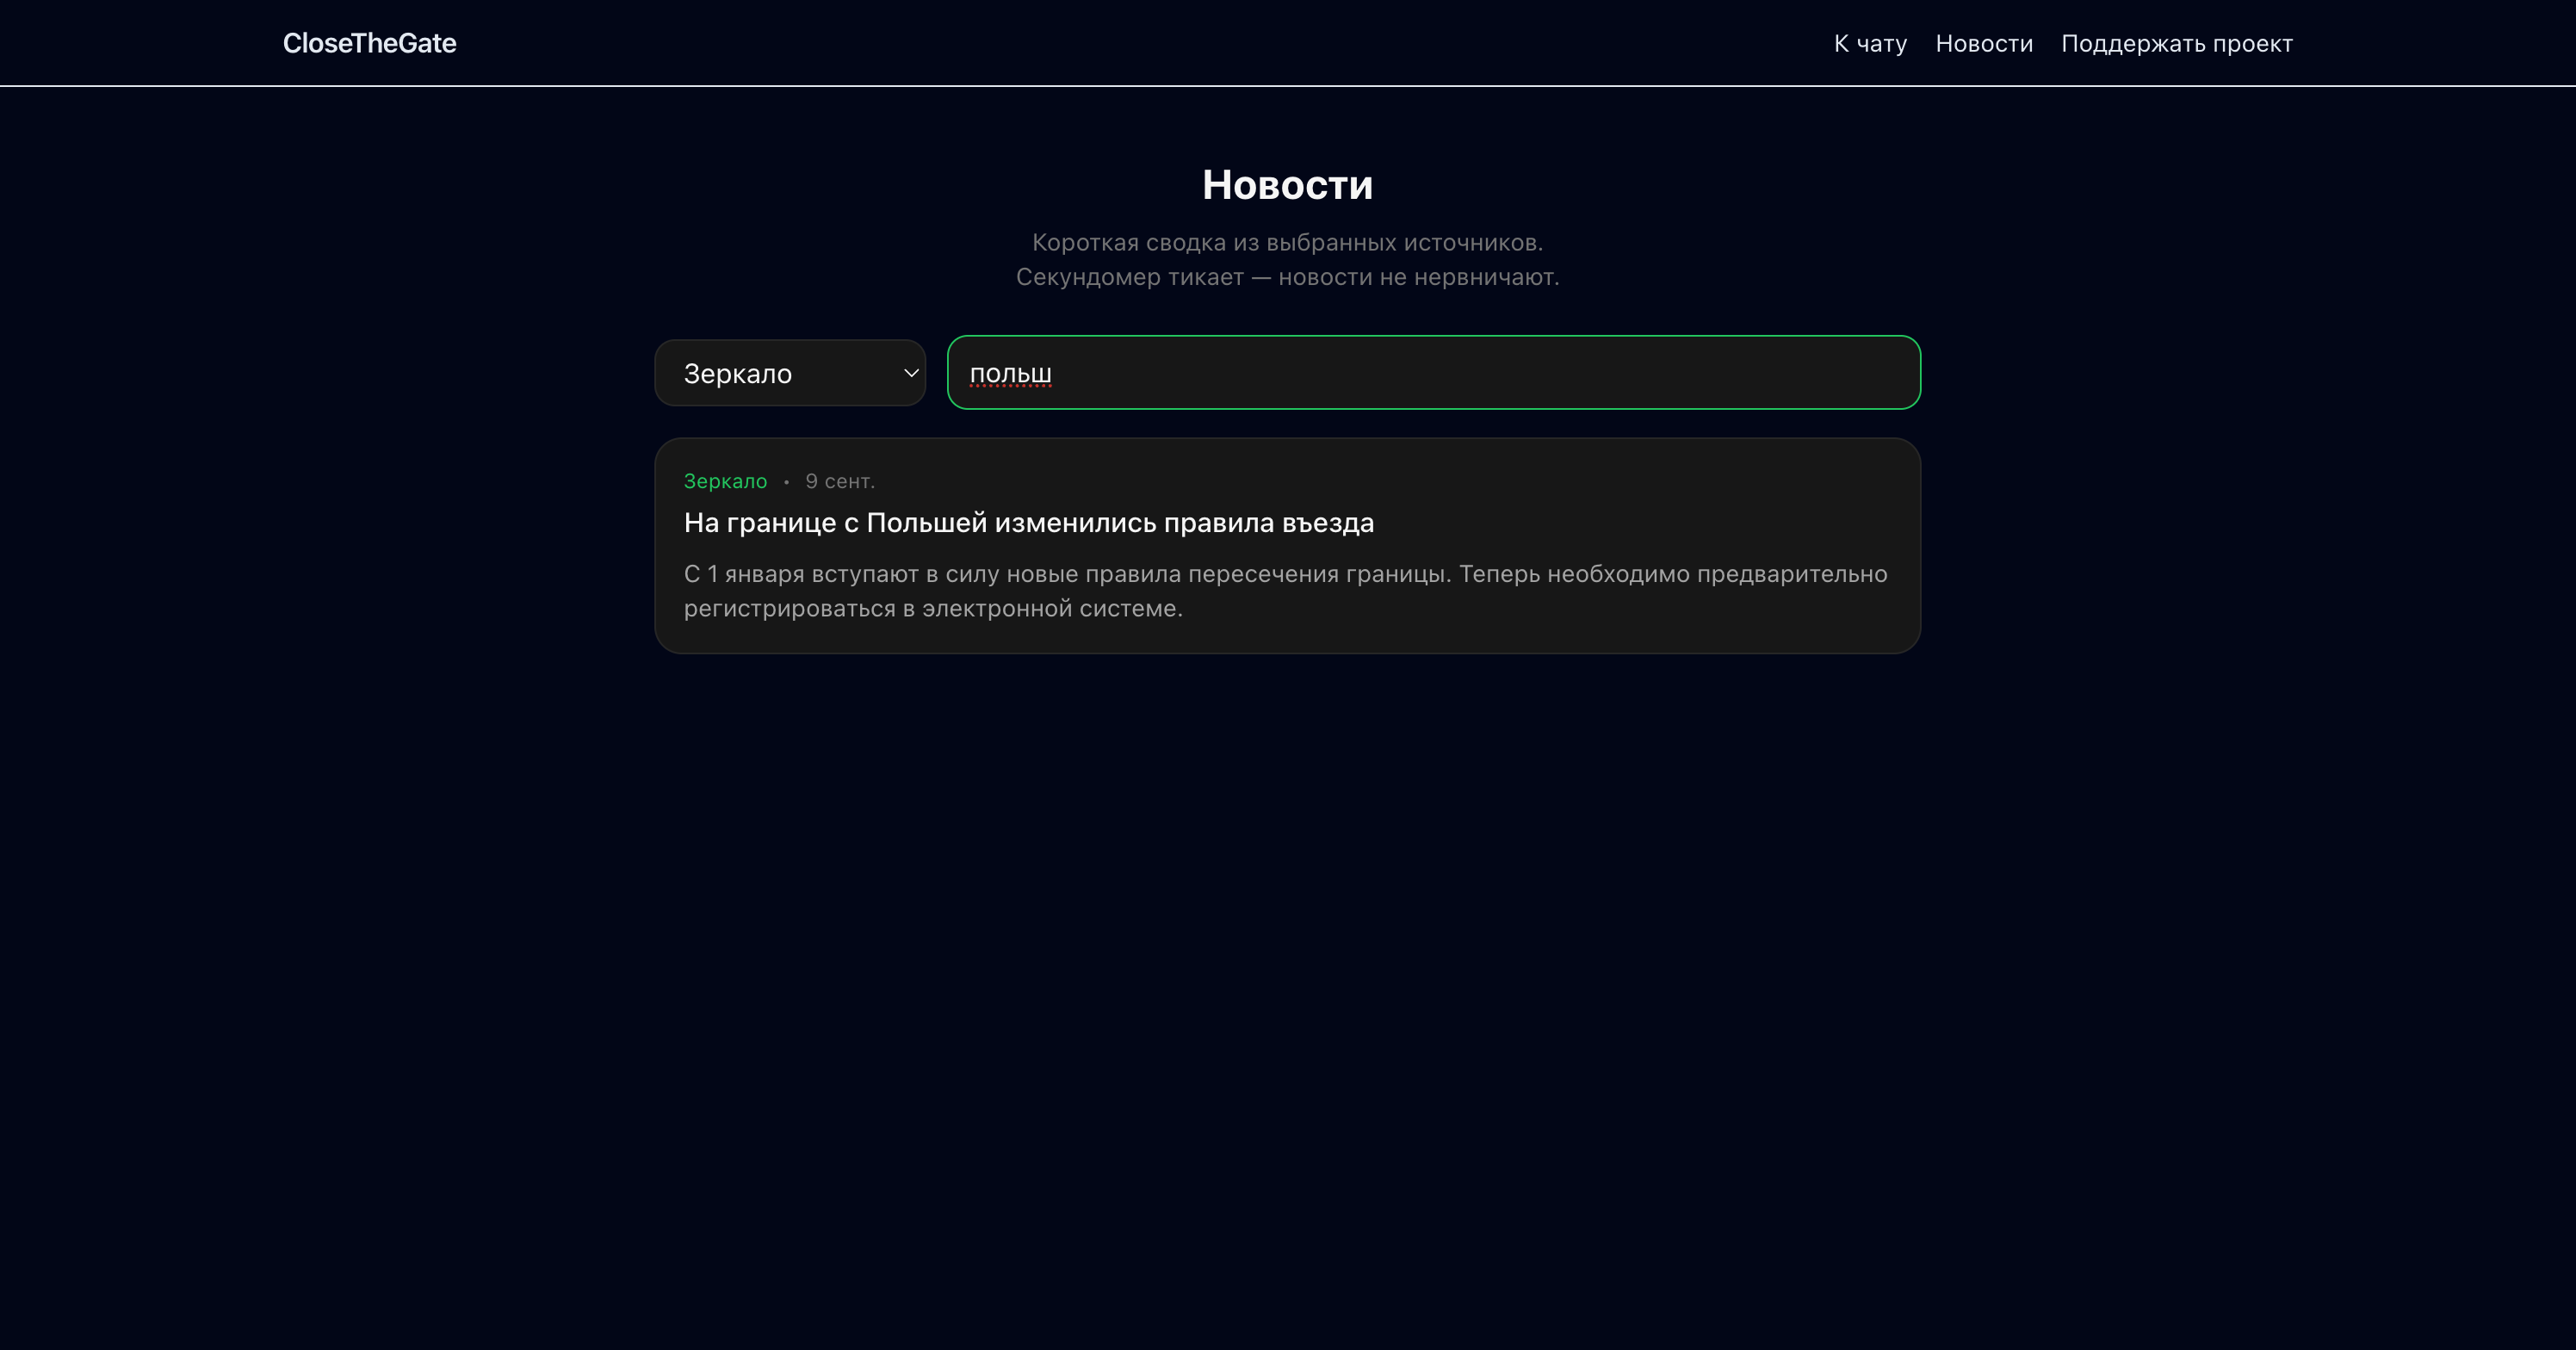 CloseTheGate
К чату
Новости
Поддержать проект
Новости
Короткая сводка из выбранных источников.
Секундомер тикает — новости не нервничают.
Зеркало
польш
Зеркало • 9 сент.
На границе с Польшей изменились правила въезда
С 1 января вступают в силу новые правила пересечения границы. Теперь необходимо предварительно
регистрироваться в электронной системе.